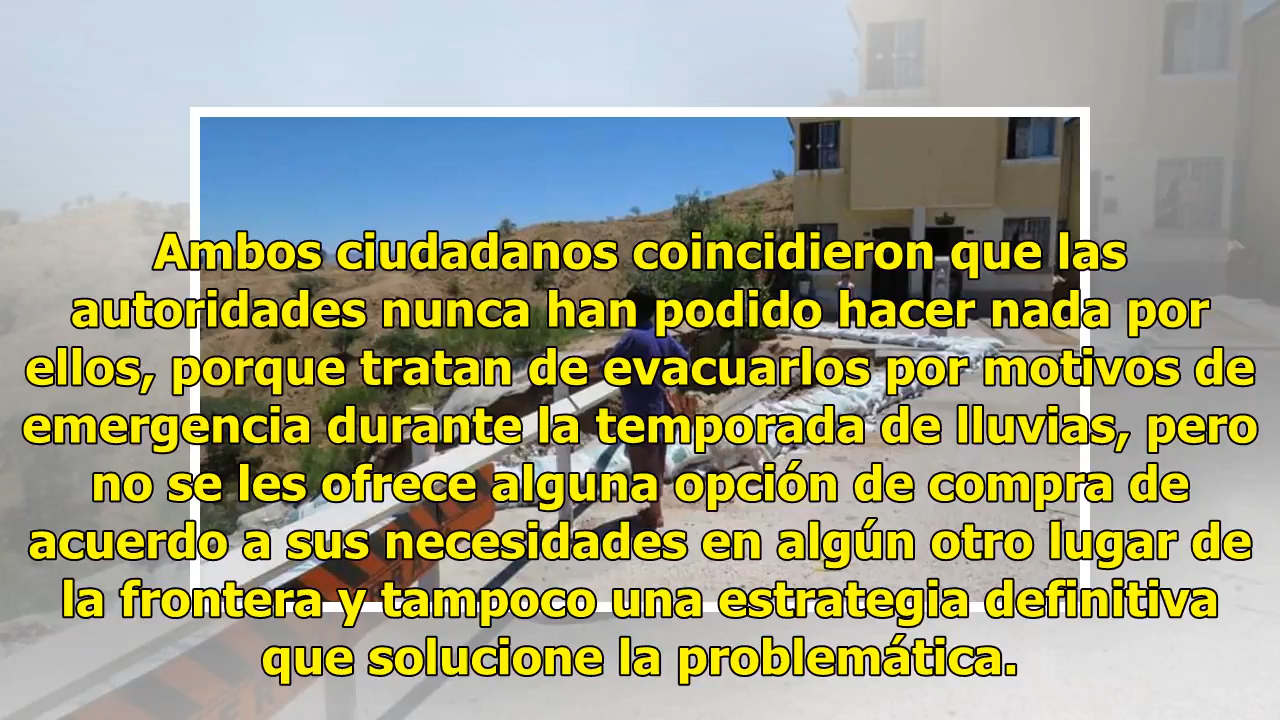 Ambos ciudadanos coincidieron que las
autoridades nunca han podido hacer nada por
ellos, porque tratan de evacuarlos por motivos de
emergencia durante la temporada de lluvias, pero
no se les ofrece alguna opción de compra de
acuerdo a sus necesidades en algún otro lugar de
la frontera y tampoco una estrategia definitiva
que solucione la problemática.